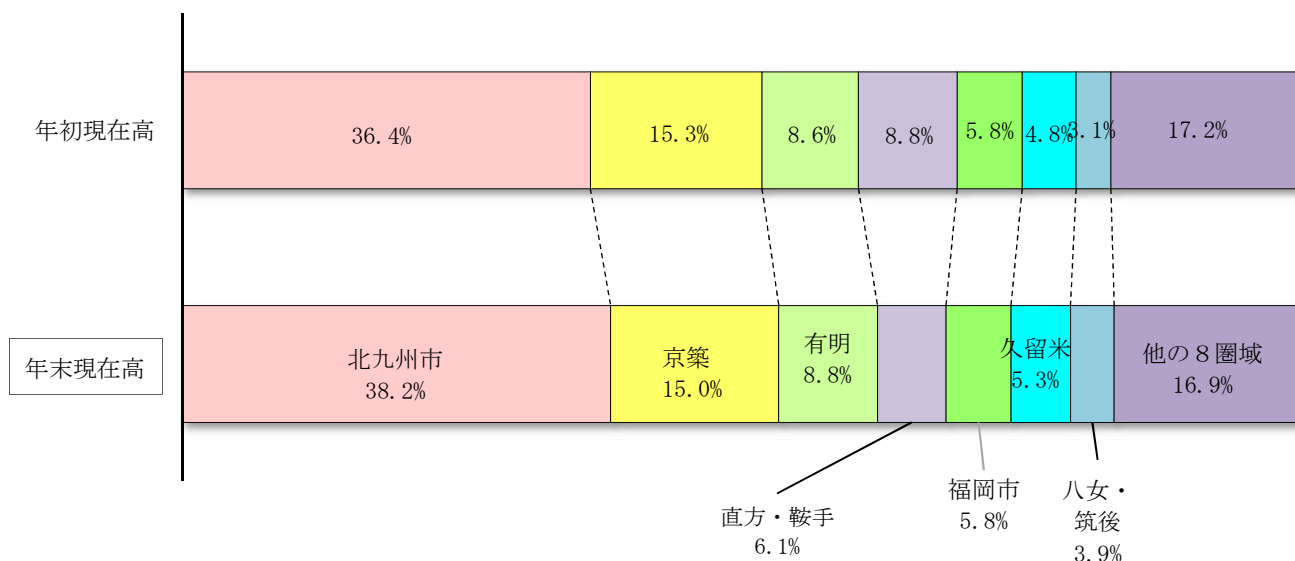 年初現在高
36.4%
15.3%
8.6%
8.8%
5.8%
4.8%
3.1%
17.2%
年末現在高
北九州市
38.2%
京築
15.0%
有明
8.8%
久留米
5.3%
他の８圏域
16.9%
直方・鞍手
6.1%
福岡市
5.8%
八女・
筑後
3.9%